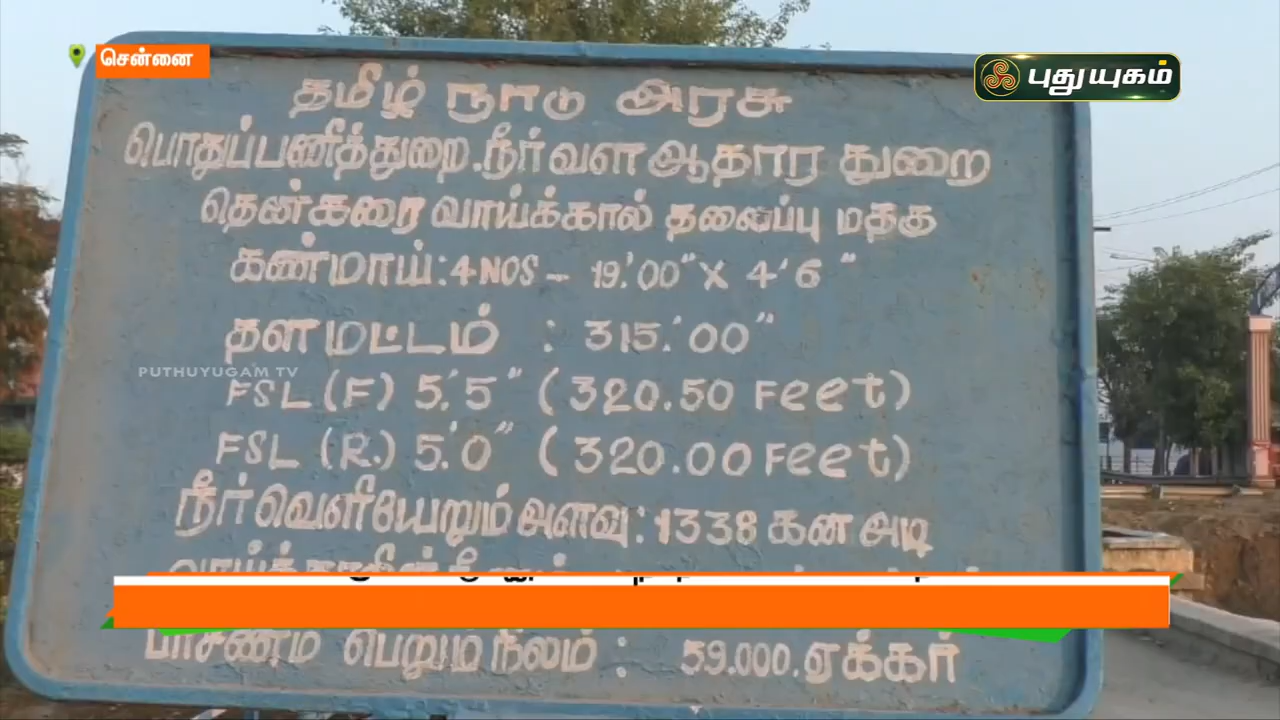 சென்னை
புதுயுகம்
தமிழ் நாடு அரசு
பொதுப்பணித்துறை.நீர்வள ஆதார துறை
தென்கரை வாய்க்கால் தலைப்பு மதகு
கண்மாய்: 4 NOS - 19.'00" X 4'6"
தளமட்டம் : 315.'00"
PUTHUYUGAM TV
FSL (F) 5.'5" (320.50 Feet)
FSL (R.) 5.'0" (320.00 Feet)
நீர் வெளியேறும் அளவு: 1338 கன அடி
பாசனம் பெறும் நிலம் : 59.000. ஏக்கர்